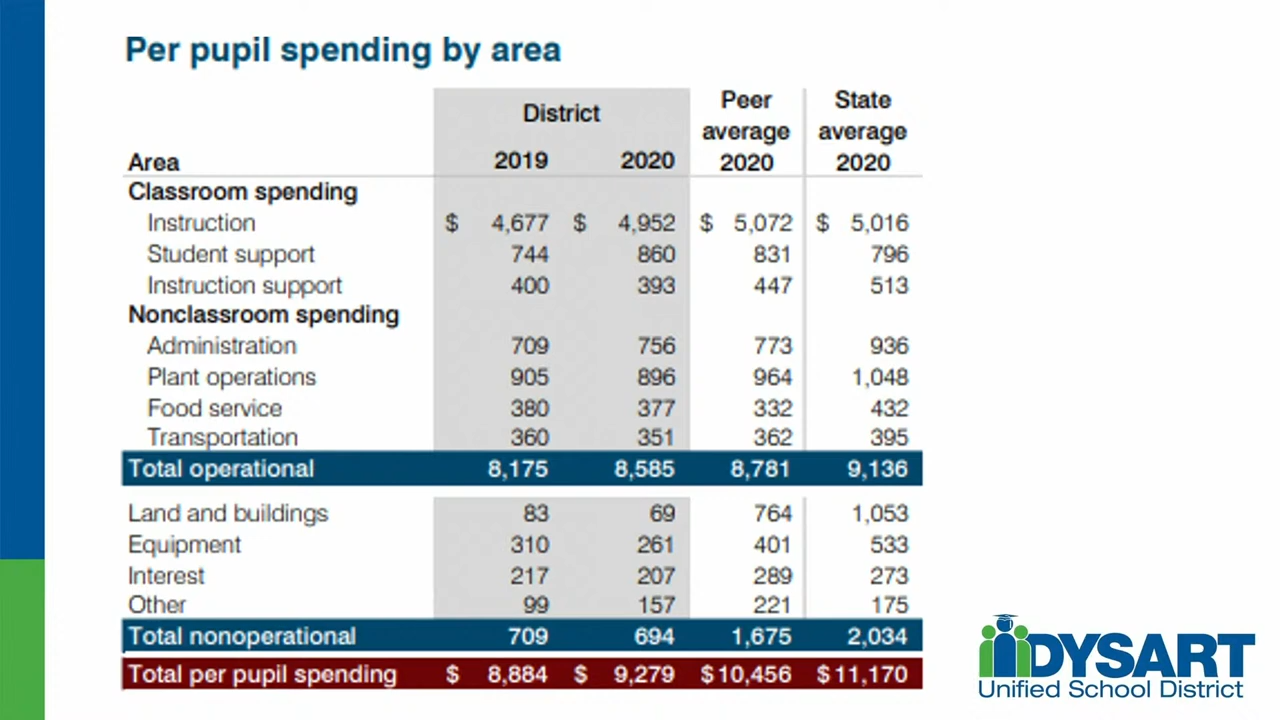 Per pupil spending by area
District Peer average 2020 State average 2020
Area 2019 2020
Classroom spending
Instruction $ 4,677 $ 4,952 $ 5,072 $ 5,016
Student support 744 860 831 796
Instruction support 400 393 447 513
Nonclassroom spending
Administration 709 756 773 936
Plant operations 905 896 964 1,048
Food service 380 377 332 432
Transportation 360 351 362 395
Total operational 8,175 8,585 8,781 9,136
Land and buildings 83 69 764 1,053
Equipment 310 261 401 533
Interest 217 207 289 273
Other 99 157 221 175
Total nonoperational 709 694 1,675 2,034
Total per pupil spending $ 8,884 $ 9,279 $10,456 $11,170
DYSART
Unified School District